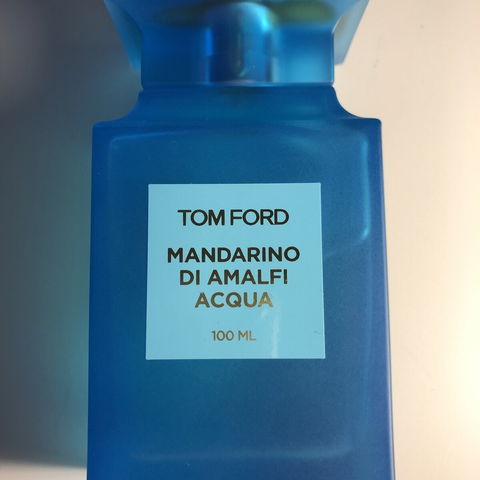 TOM FORD
MANDARINO
DI AMALFI
ACQUA
100 ML